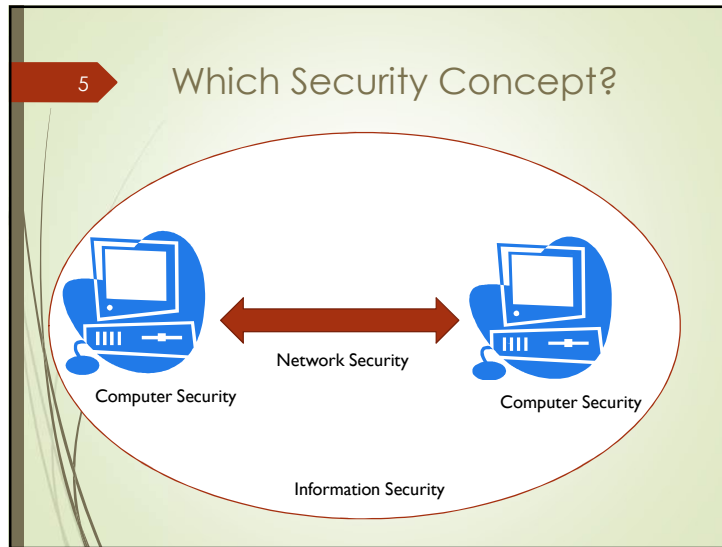 5
Which Security Concept?
Network Security
Computer Security
Computer Security
Information Security